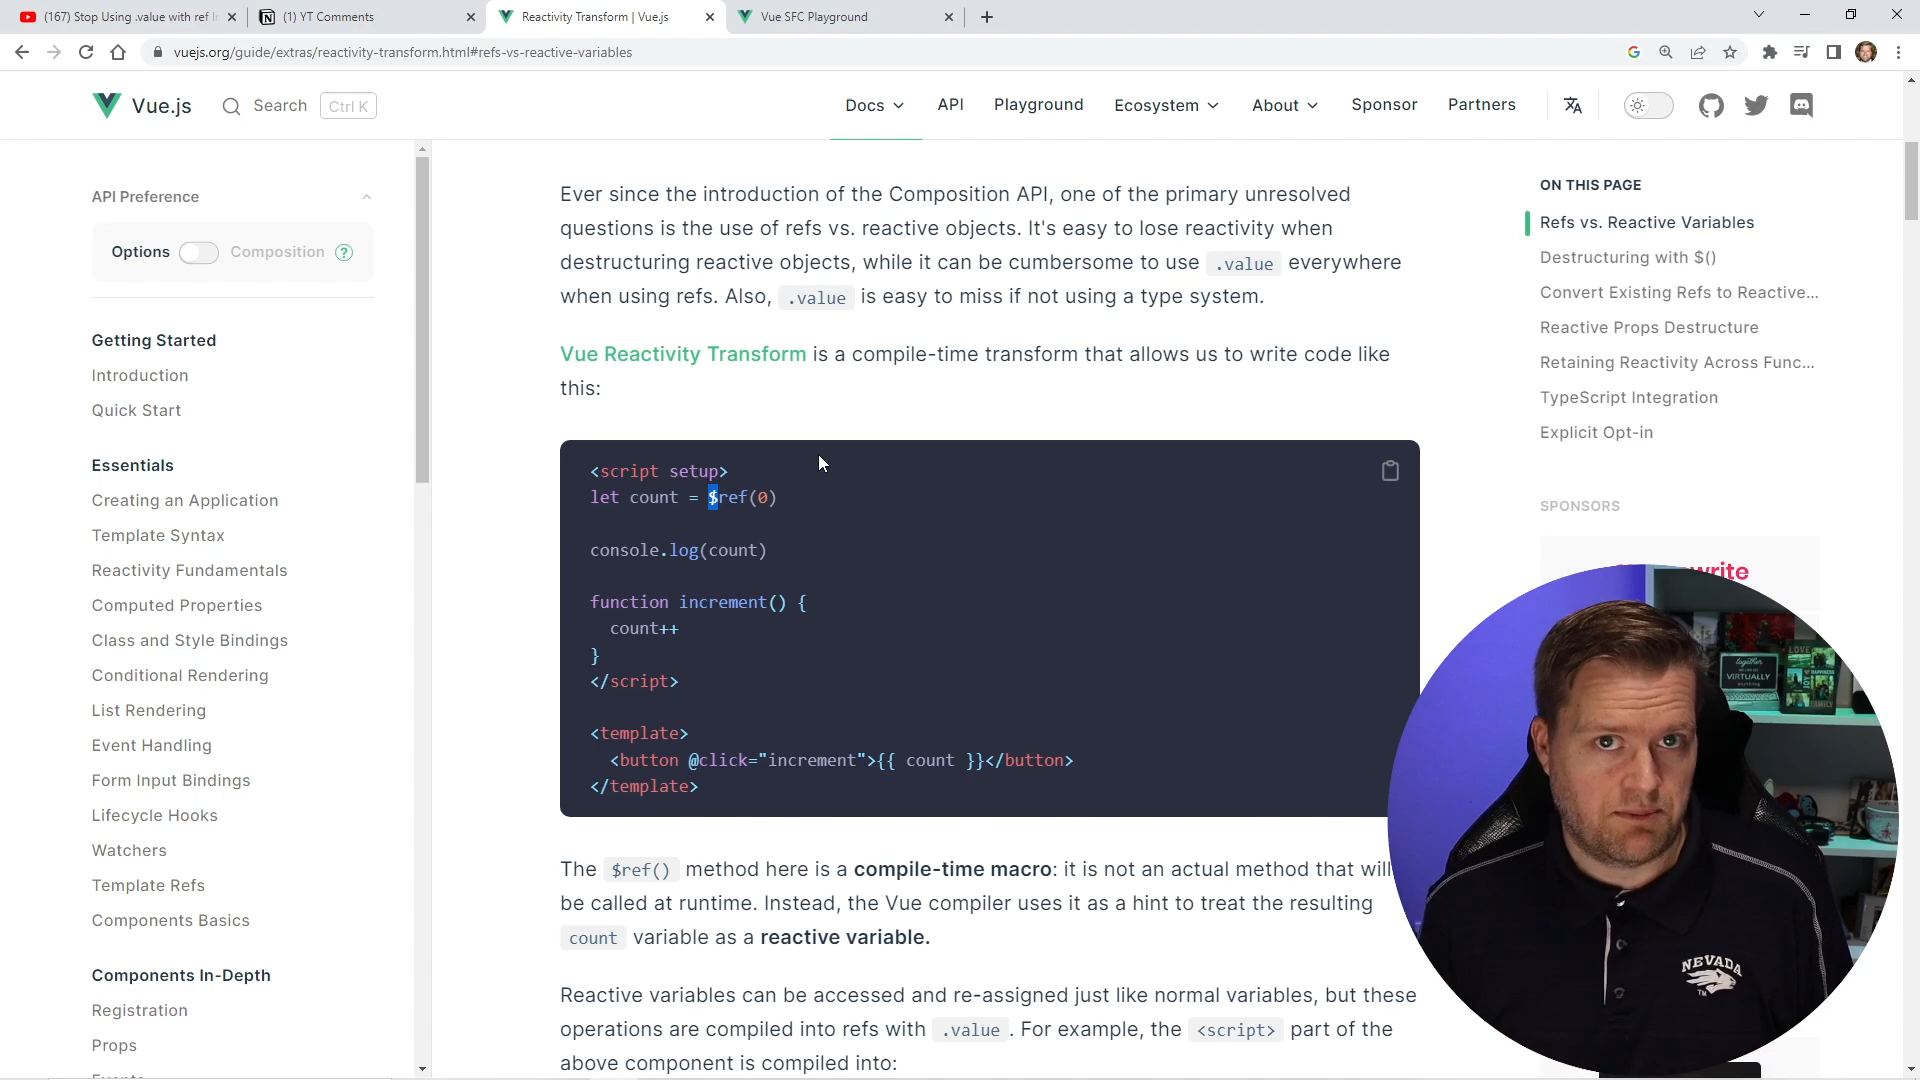 (167) Stop Using .value with ref
(1) YT Comments
Reactivity Transform | Vue.js
Vue SFC Playground
vuejs.org/guide/extras/reactivity-transform.html#refs-vs-reactive-variables
Vue.js
Search
Ctrl K
Docs
API
Playground
Ecosystem
About
Sponsor
Partners
API Preference
Options
Composition
?
Getting Started
Introduction
Quick Start
Essentials
Creating an Application
Template Syntax
Reactivity Fundamentals
Computed Properties
Class and Style Bindings
Conditional Rendering
List Rendering
Event Handling
Form Input Bindings
Lifecycle Hooks
Watchers
Template Refs
Components Basics
Components In-Depth
Registration
Props
Ever since the introduction of the Composition API, one of the primary unresolved
questions is the use of refs vs. reactive objects. It's easy to lose reactivity when
destructuring reactive objects, while it can be cumbersome to use .value everywhere
when using refs. Also, .value is easy to miss if not using a type system.
Vue Reactivity Transform is a compile-time transform that allows us to write code like
this:
<script setup>
let count = $ref(0)
console.log(count)
function increment() {
count++
}
</script>
<template>
<button @click="increment">{{ count }}</button>
</template>
The $ref() method here is a compile-time macro: it is not an actual method that will
be called at runtime. Instead, the Vue compiler uses it as a hint to treat the resulting
count variable as a reactive variable.
Reactive variables can be accessed and re-assigned just like normal variables, but these
operations are compiled into refs with .value . For example, the <script> part of the
above component is compiled into:
ON THIS PAGE
Refs vs. Reactive Variables
Destructuring with $()
Convert Existing Refs to Reactive...
Reactive Props Destructure
Retaining Reactivity Across Func...
TypeScript Integration
Explicit Opt-in
SPONSORS
together
VIRTUALLY
anything
LOVE
FAMILY
NEVADA
TM